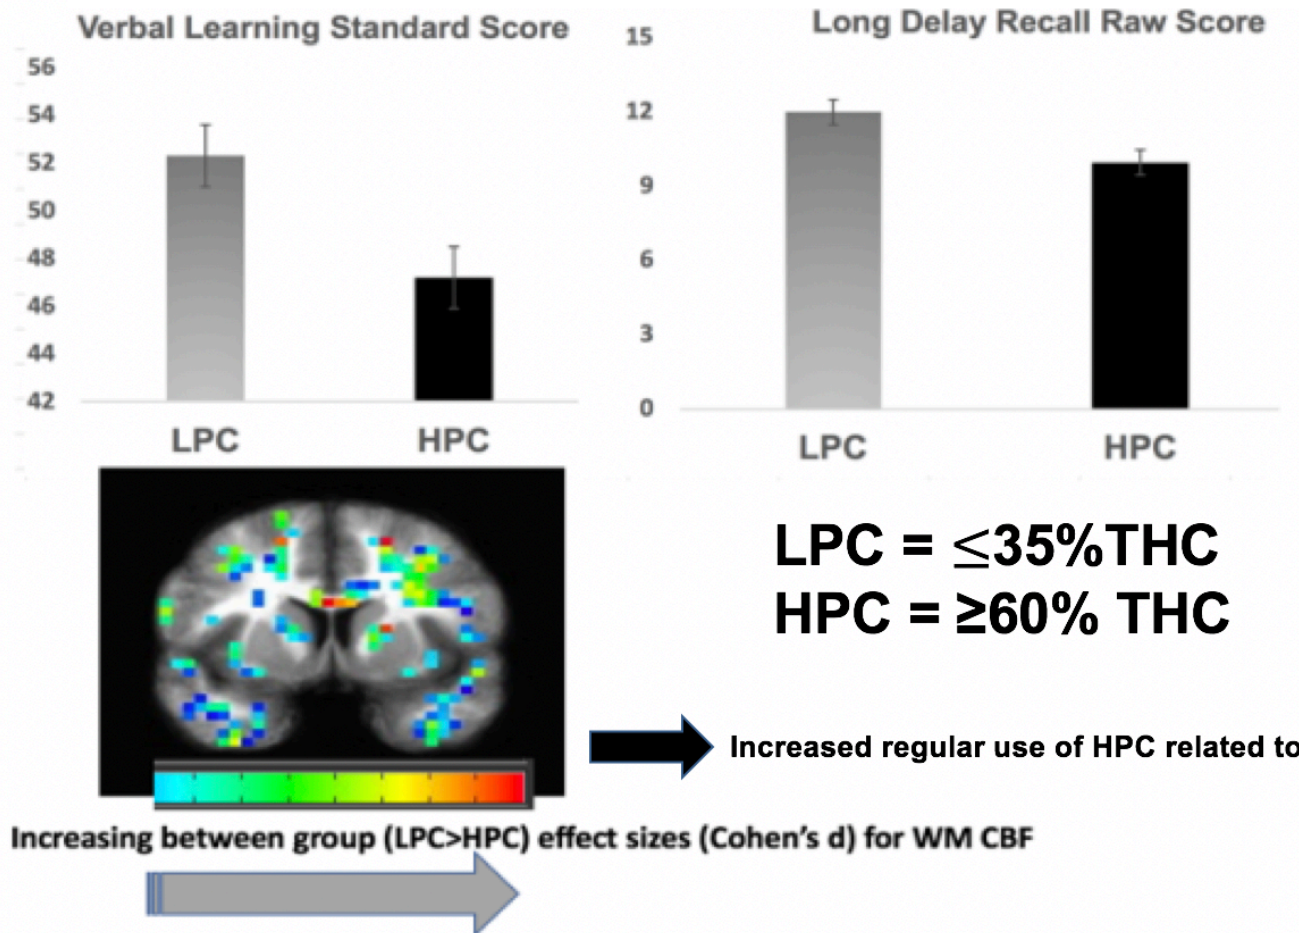 Verbal Learning Standard Score
56
54
52
50
48
46
44
42
LPC HPC
Long Delay Recall Raw Score
15
12
9
6
3
0
LPC HPC
LPC = ≤35%THC
HPC = ≥60% THC
Increased regular use of HPC related to
Increasing between group (LPC>HPC) effect sizes (Cohen's d) for WM CBF